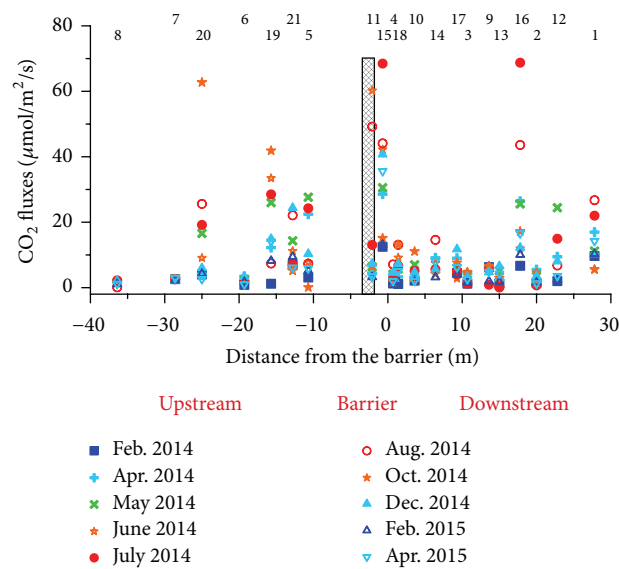 7 6 21 11 4 10 17 9 16 12
8 20 19 5 15 18 14 3 13 2 1
80
60
40
20
0
CO2 fluxes (μmol/m²/s)
−40 −30 −20 −10 0 10 20 30
Distance from the barrier (m)
Upstream Barrier Downstream
Feb. 2014 Aug. 2014
Apr. 2014 Oct. 2014
May 2014 Dec. 2014
June 2014 Feb. 2015
July 2014 Apr. 2015